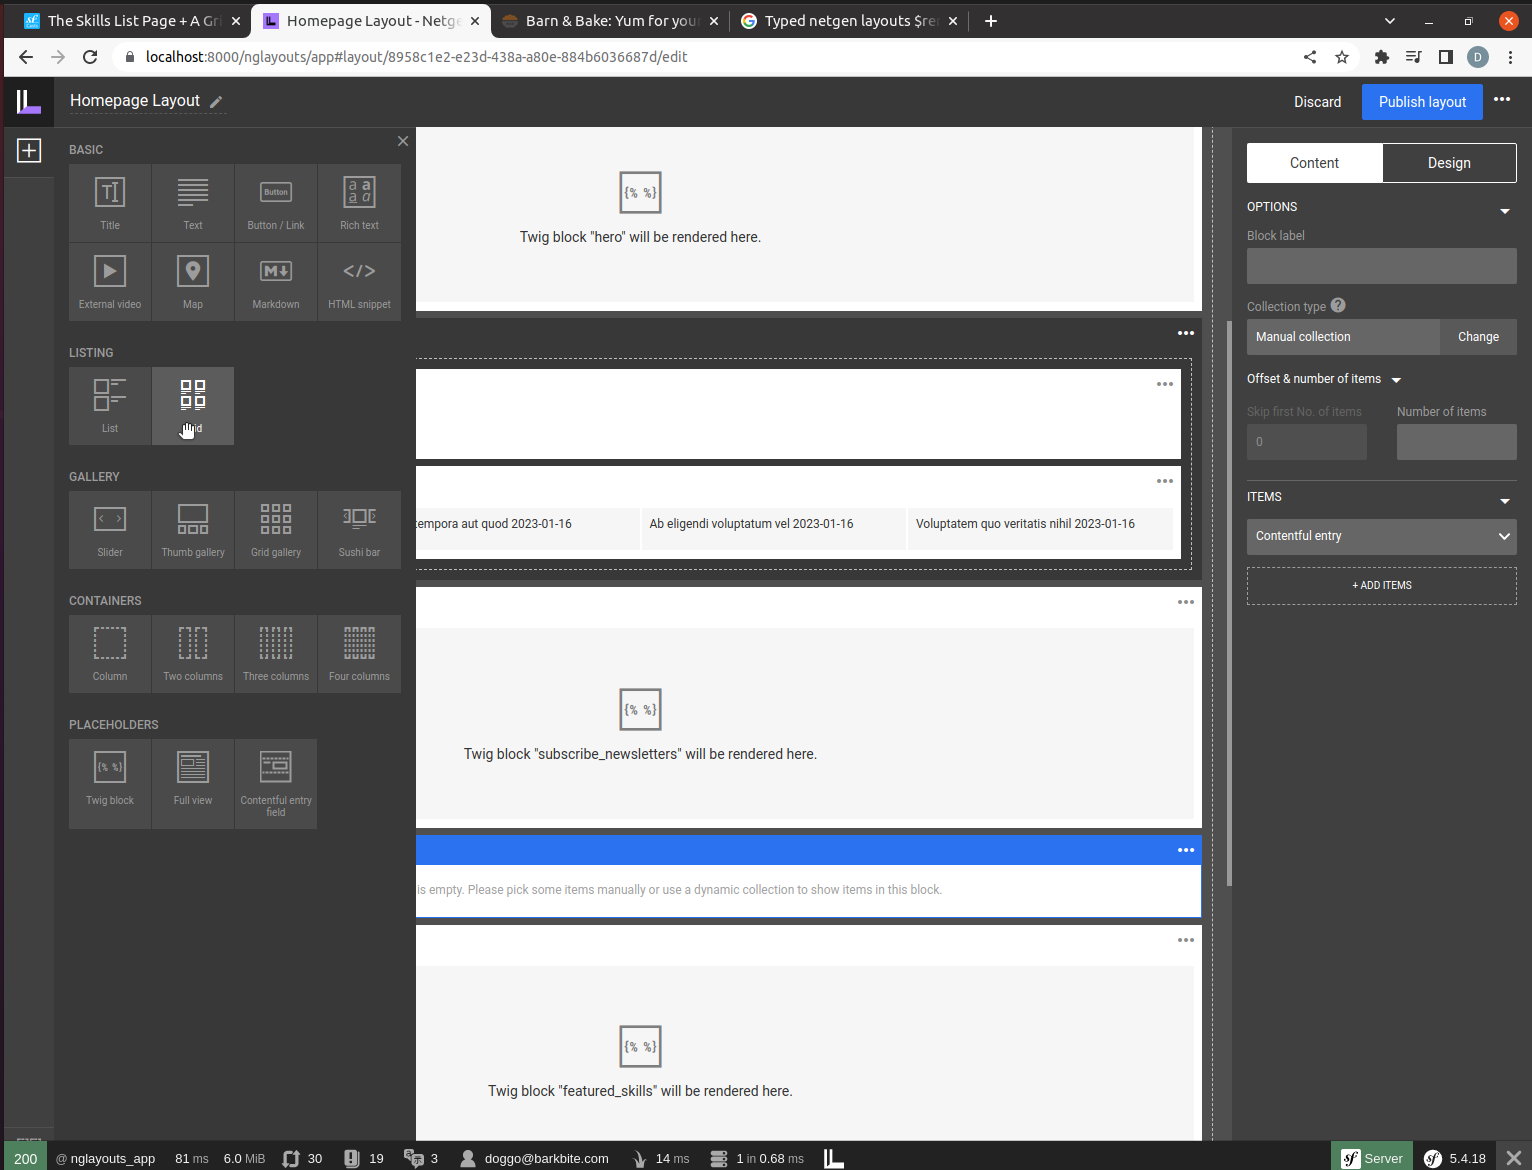 The Skills List Page + A Gri
Homepage Layout - Netge
Barn & Bake: Yum for you
Typed netgen layouts $re
localhost:8000/nglayouts/app#layout/8958c1e2-e23d-438a-a80e-884b6036687d/edit
D
Homepage Layout
Discard
Publish layout
BASIC
Title
Text
Button
Button / Link
Rich text
External video
Map
Markdown
HTML snippet
LISTING
List
id
GALLERY
Slider
Thumb gallery
Grid gallery
Sushi bar
CONTAINERS
Column
Two columns
Three columns
Four columns
PLACEHOLDERS
{% %}
Twig block
Full view
Contentful entry
field
{% %}
Twig block "hero" will be rendered here.
tempora aut quod 2023-01-16
Ab eligendi voluptatum vel 2023-01-16
Voluptatem quo veritatis nihil 2023-01-16
{% %}
Twig block "subscribe_newsletters" will be rendered here.
is empty. Please pick some items manually or use a dynamic collection to show items in this block.
{% %}
Twig block "featured_skills" will be rendered here.
Content
Design
OPTIONS
Block label
Collection type ?
Manual collection
Change
Offset & number of items
Skip first No. of items
Number of items
0
ITEMS
Contentful entry
+ ADD ITEMS
200
@ nglayouts_app
81 ms
6.0 MiB
30
19
3
doggo@barkbite.com
14 ms
1 in 0.68 ms
sf Server
sf 5.4.18